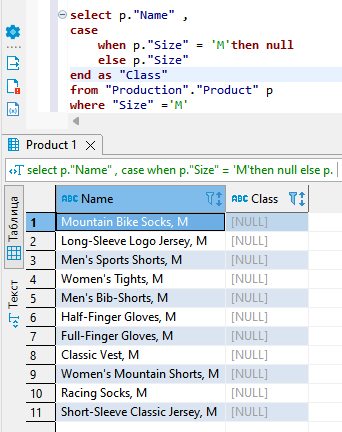 select p."Name" ,
case
when p."Size" = 'M'then null
else p."Size"
end as "Class"
from "Production"."Product" p
where "Size" ='M'
Product 1
select p."Name" , case when p."Size" = 'M'then null else p.
Таблица
Текст
ABC Name ABC Class
1 Mountain Bike Socks, M [NULL]
2 Long-Sleeve Logo Jersey, M [NULL]
3 Men's Sports Shorts, M [NULL]
4 Women's Tights, M [NULL]
5 Men's Bib-Shorts, M [NULL]
6 Half-Finger Gloves, M [NULL]
7 Full-Finger Gloves, M [NULL]
8 Classic Vest, M [NULL]
9 Women's Mountain Shorts, M [NULL]
10 Racing Socks, M [NULL]
11 Short-Sleeve Classic Jersey, M [NULL]